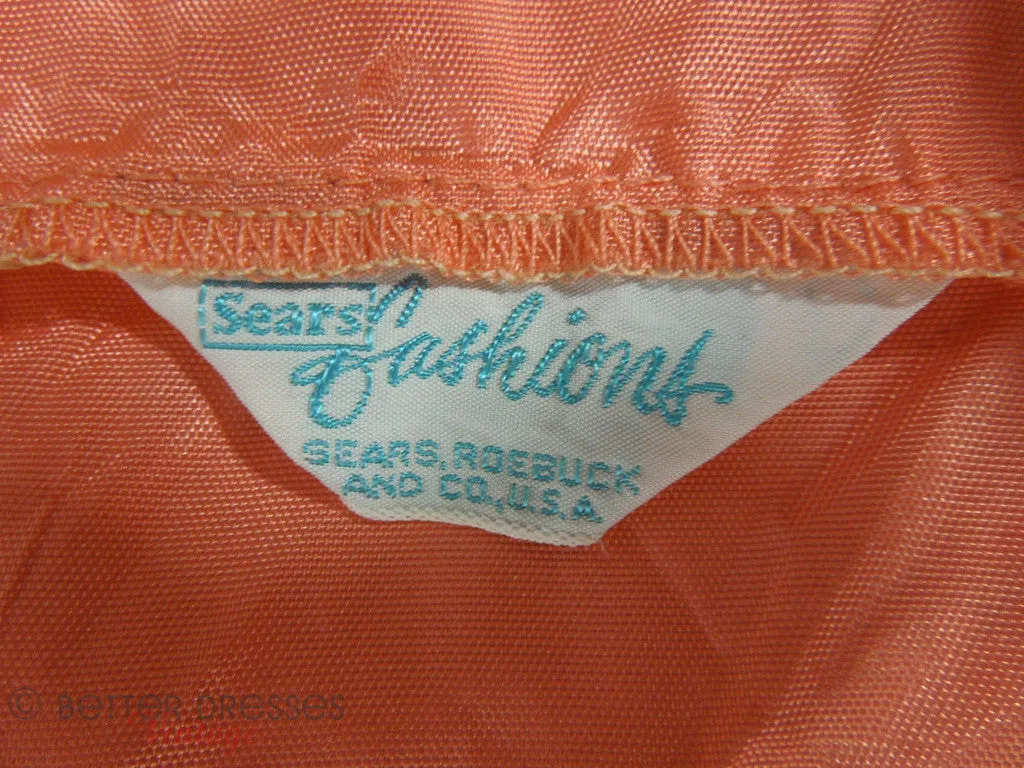 Sears fashions
SEARS, ROEBUCK
AND CO., U.S.A.
© Better Dresses
Vintage